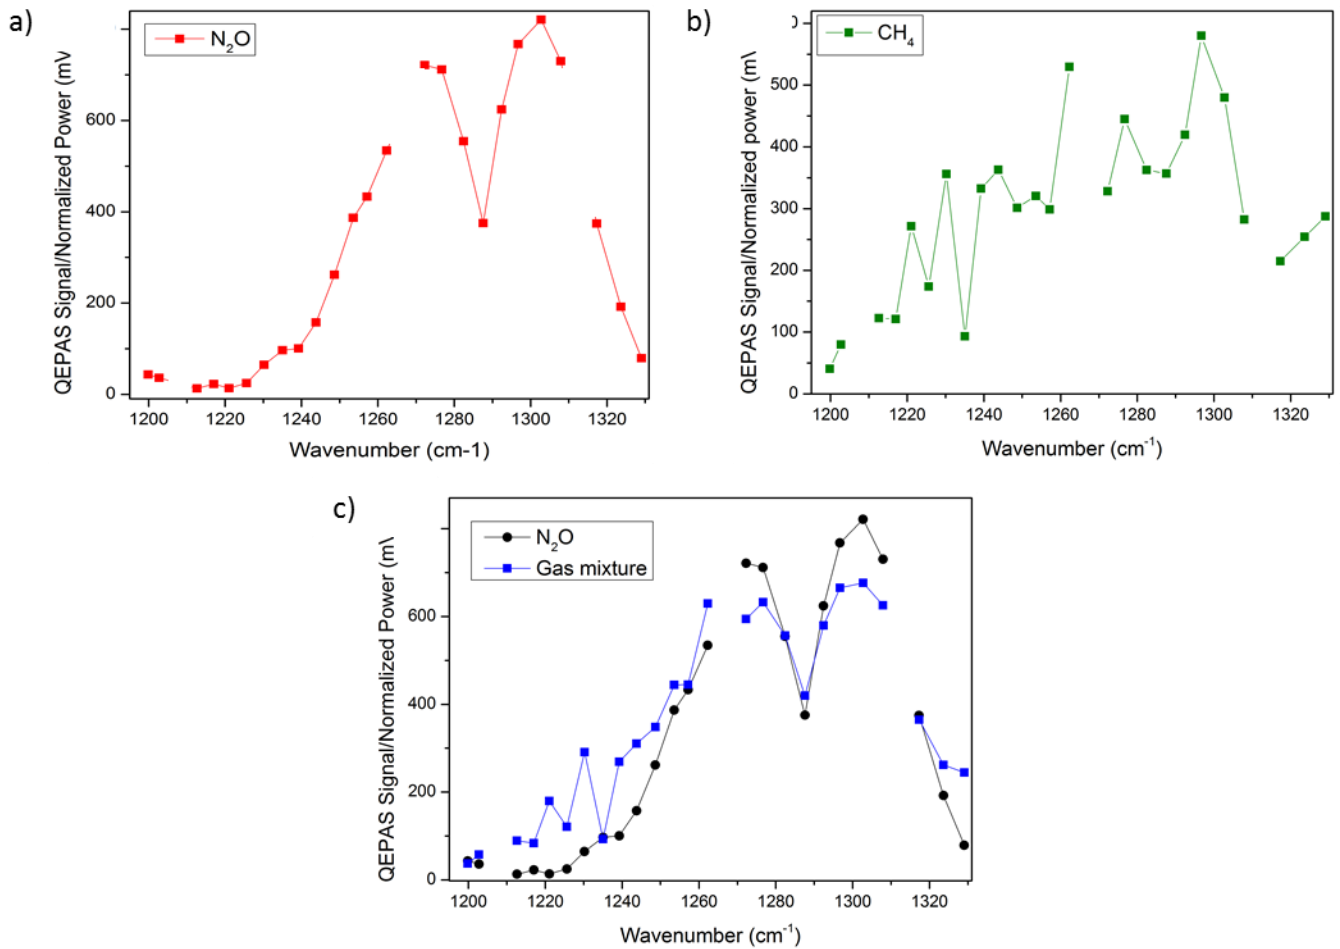 a)
N₂O
QEPAS Signal/Normalized Power (m\
600
400
200
0
1200 1220 1240 1260 1280 1300 1320
Wavenumber (cm-1)
b)
CH₄
QEPAS Signal/Normalized power (m\
0
500
400
300
200
100
0
1200 1220 1240 1260 1280 1300 1320
Wavenumber (cm⁻¹)
c)
N₂O
Gas mixture
QEPAS Signal/Normalized Power (m\
600
400
200
0
1200 1220 1240 1260 1280 1300 1320
Wavenumber (cm⁻¹)